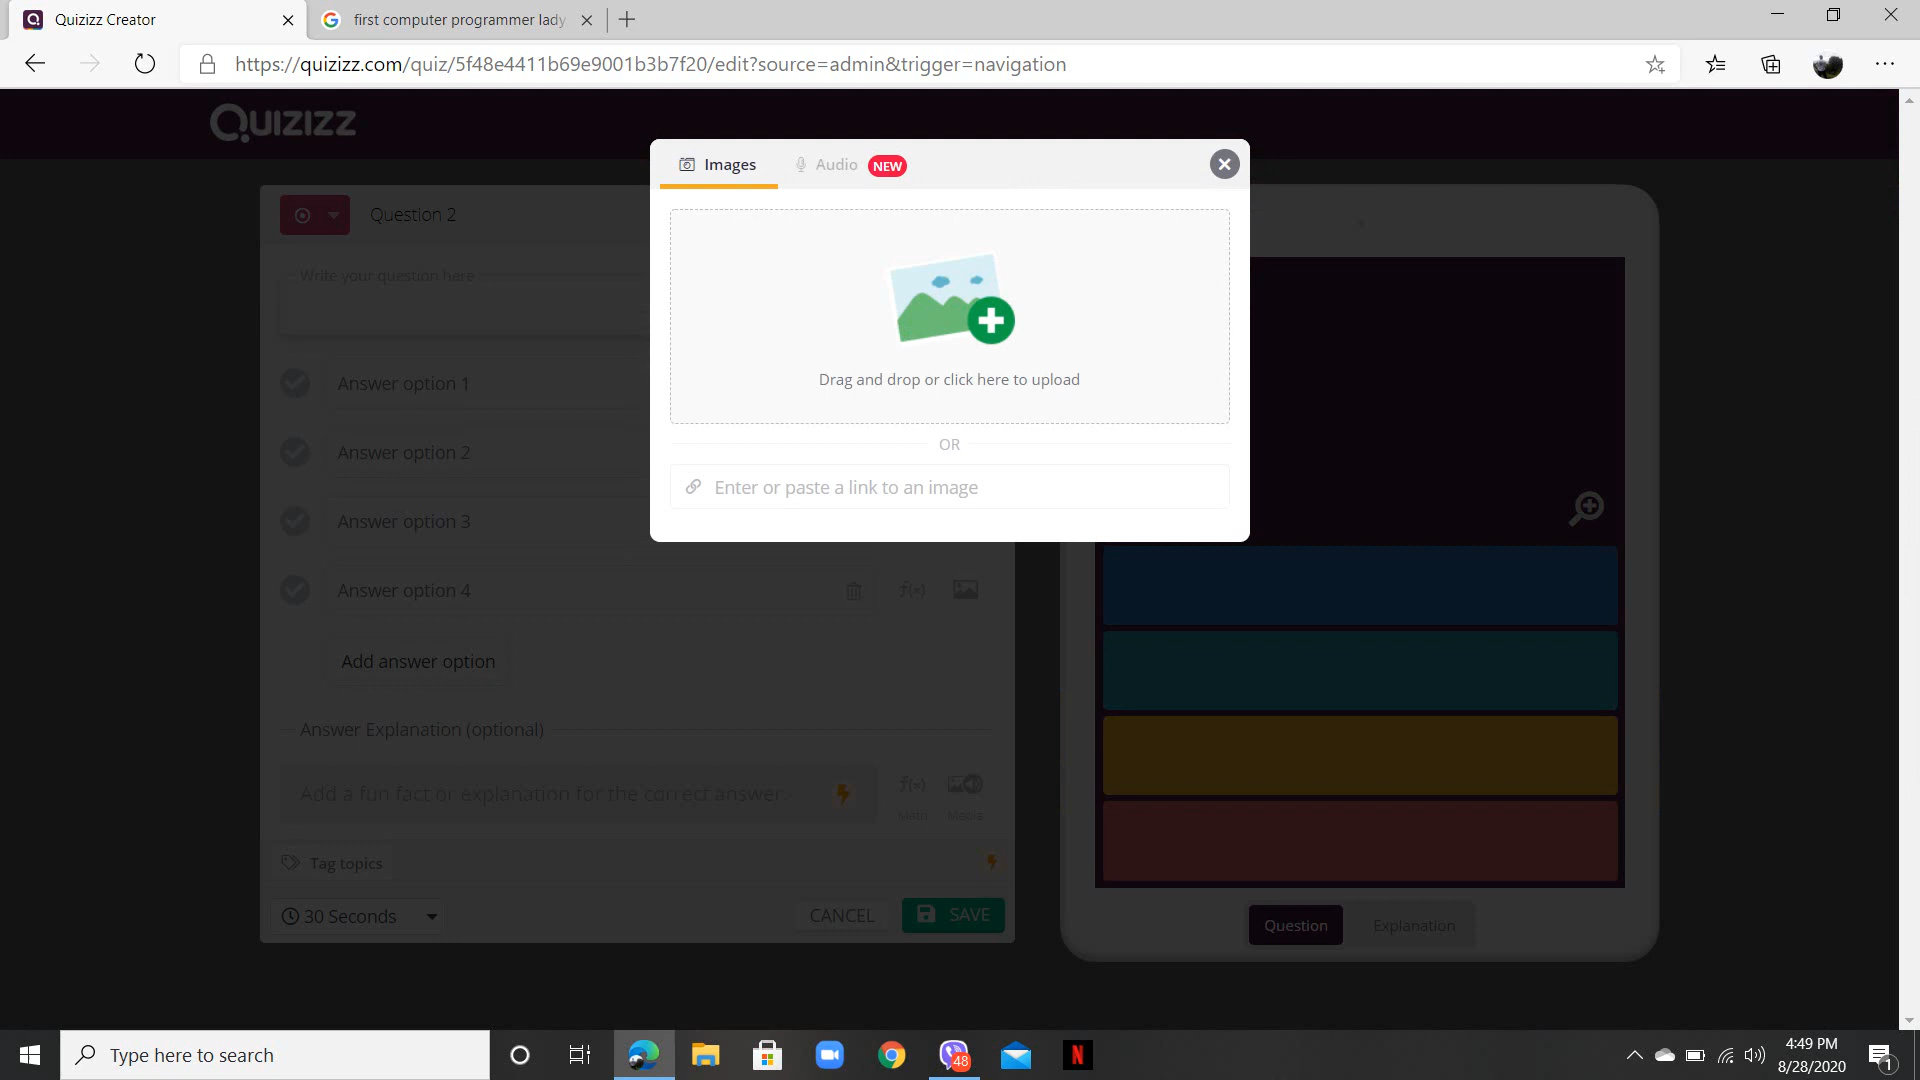 Quizizz Creator
first computer programmer lady
https://quizizz.com/quiz/5f48e4411b69e9001b3b7f20/edit?source=admin&trigger=navigation
QUIZIZZ
Images
Audio
NEW
Question 2
Write your question here
Drag and drop or click here to upload
OR
Enter or paste a link to an image
Answer option 1
Answer option 2
Answer option 3
Answer option 4
f(x)
Add answer option
Answer Explanation (optional)
Add a fun fact or explanation for the correct answer.
f(x)
Math
Media
Tag topics
30 Seconds
CANCEL
SAVE
Question
Explanation
Type here to search
48
N
4:49 PM
8/28/2020
1